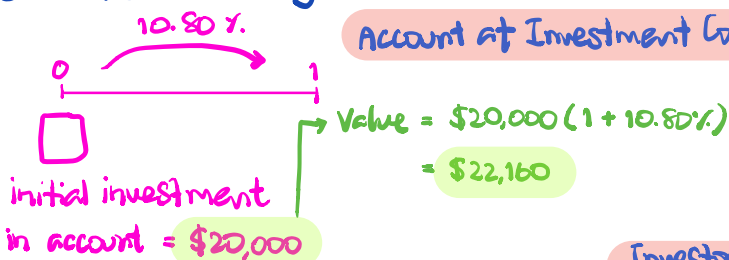 10.80%
Account at Investment
0
1
Value = $20,000 (1 + 10.80%)
= $22,160
initial investment
in account = $20,000